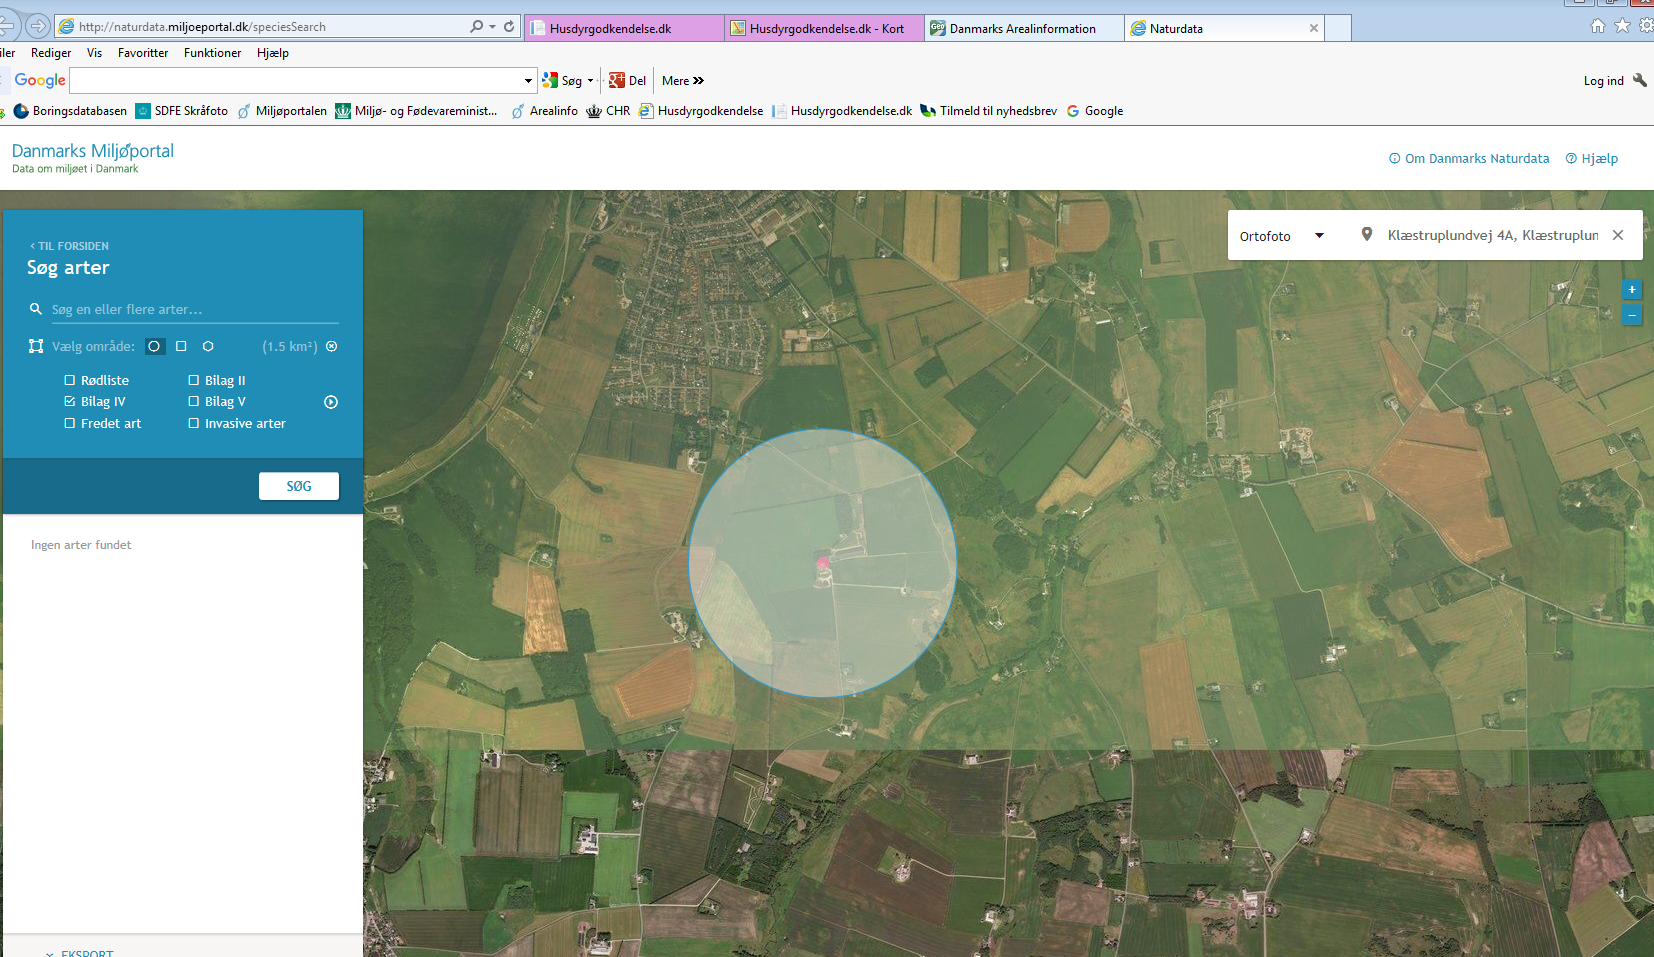 http://naturdata.miljoeportal.dk/speciesSearch
Husdyrgodkendelse.dk
Husdyrgodkendelse.dk - Kort
Danmarks Arealinformation
Naturdata
iler Rediger Vis Favoritter Funktioner Hjælp
Google Søg Del Mere Log ind
Boringsdatabasen SDFE Skråfoto Miljøportalen Miljø- og Fødevareminist... Arealinfo CHR Husdyrgodkendelse Husdyrgodkendelse.dk Tilmeld til nyhedsbrev Google
Danmarks Miljøportal
Data om miljøet i Danmark
Om Danmarks Naturdata Hjælp
‹ TIL FORSIDEN
Søg arter
Søg en eller flere arter...
Vælg område: (1.5 km²)
Rødliste Bilag II
Bilag IV Bilag V
Fredet art Invasive arter
SØG
Ingen arter fundet
EKSPORT
Ortofoto Klæstruplundvej 4A, Klæstruplun
+
−